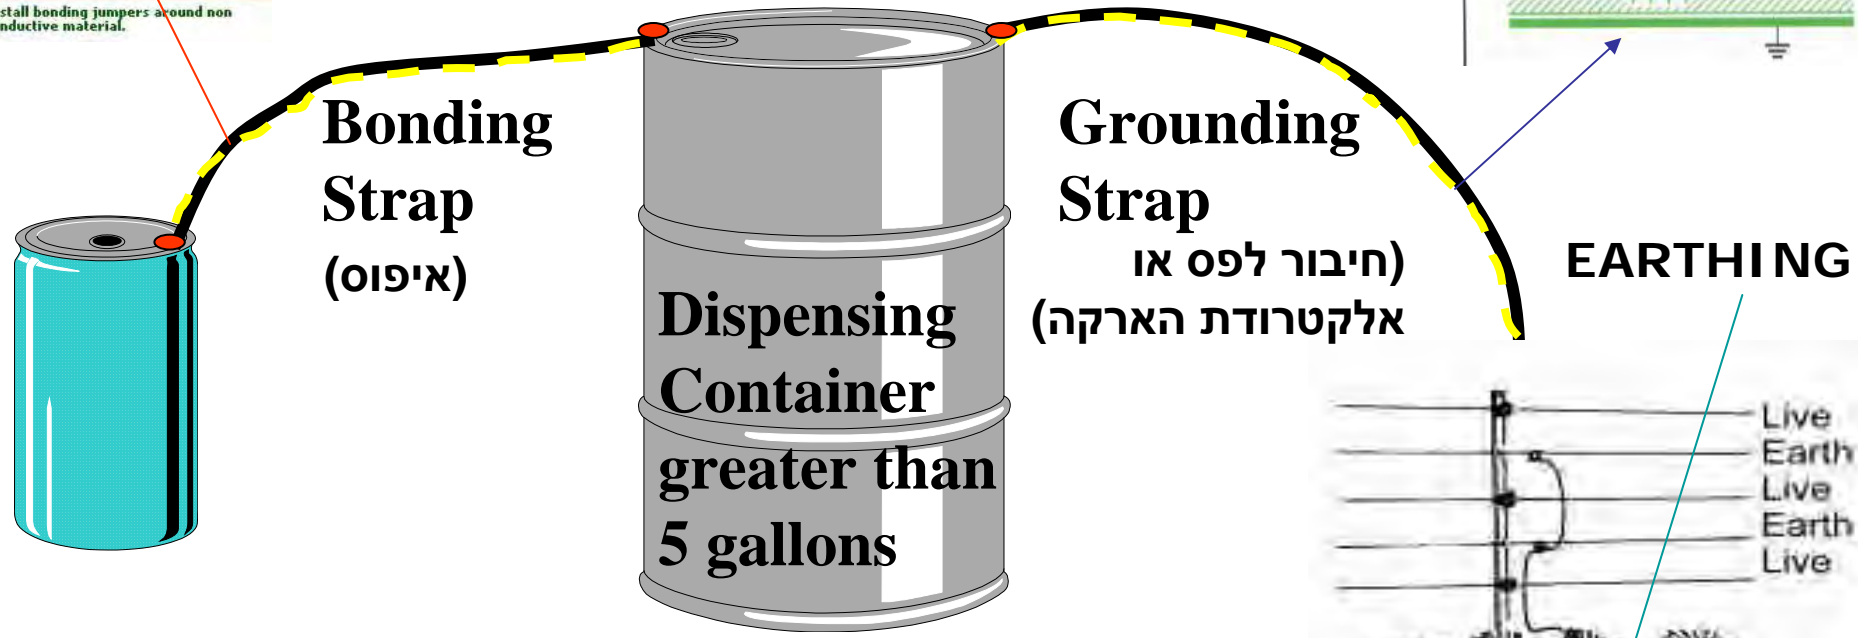 stall bonding jumpers around non
nductive material.
Bonding
Strap
(איפוס)
Grounding
Strap
(חיבור לפס או
אלקטרודת הארקה)
Dispensing
Container
greater than
5 gallons
EARTHING
Live
Earth
Live
Earth
Live